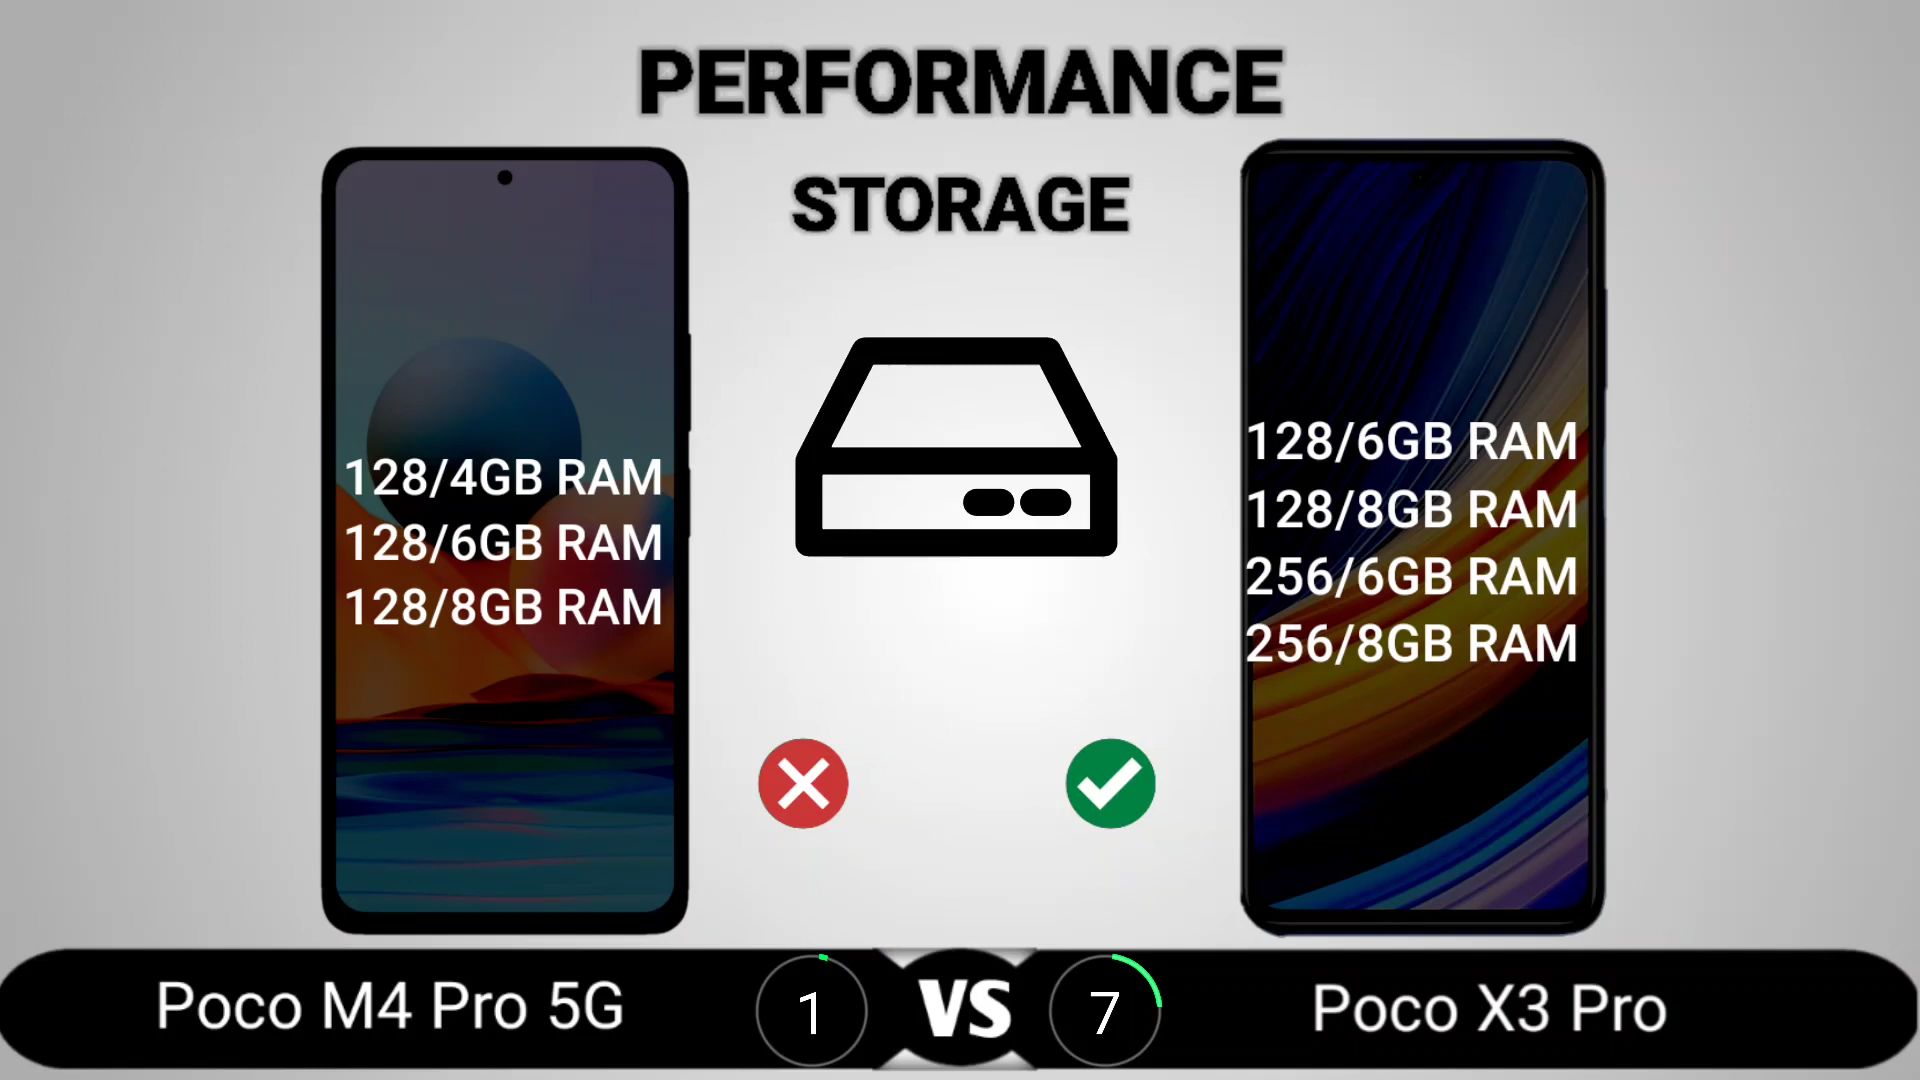 PERFORMANCE
STORAGE
128/4GB RAM
128/6GB RAM
128/8GB RAM
128/6GB RAM
128/8GB RAM
256/6GB RAM
256/8GB RAM
Poco M4 Pro 5G
1
VS
7
Poco X3 Pro